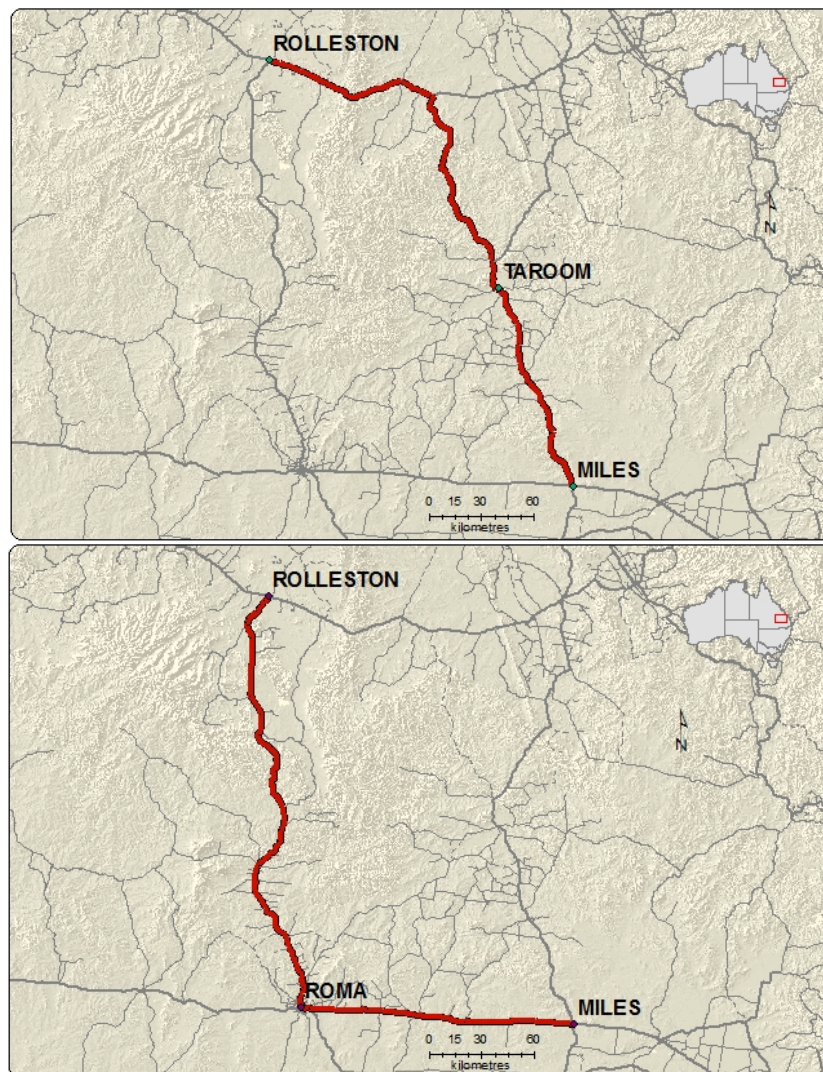 ROLLESTON
N
TAROOM
MILES
0 15 30 60
kilometres
ROLLESTON
N
ROMA
MILES
0 15 30 60
kilometres